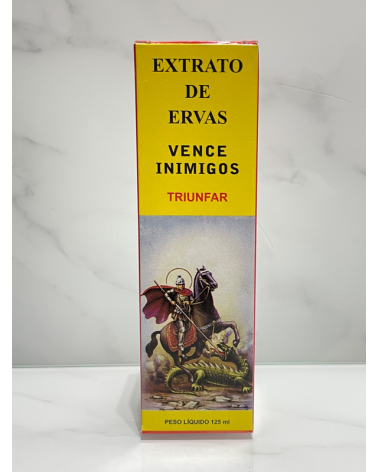 EXTRATO
DE
ERVAS
VENCE
INIMIGOS
TRIUNFAR
PESO LÍQUIDO 125 ml